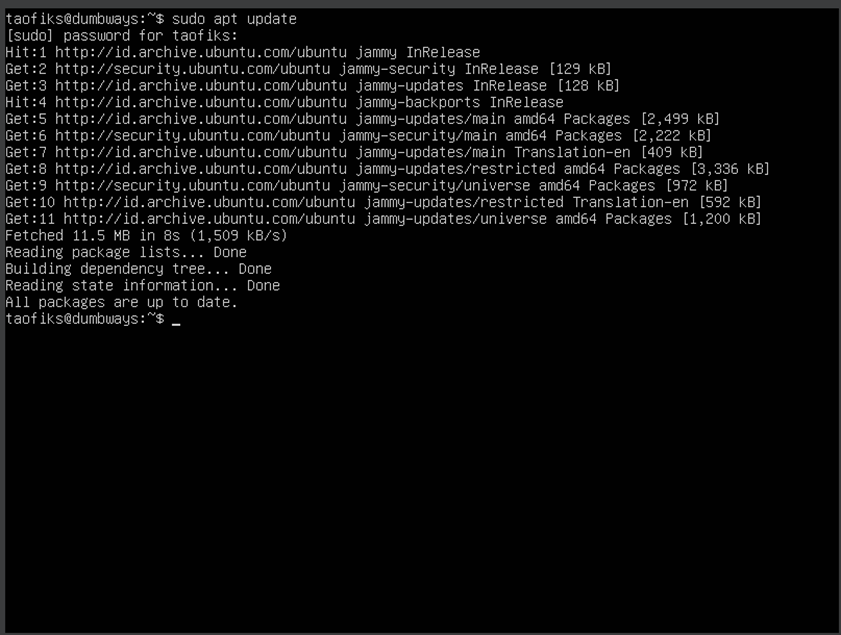 taofiks@dumbways:~$ sudo apt update
[sudo] password for taofiks:
Hit:1 http://id.archive.ubuntu.com/ubuntu jammy InRelease
Get:2 http://security.ubuntu.com/ubuntu jammy-security InRelease [129 kB]
Get:3 http://id.archive.ubuntu.com/ubuntu jammy-updates InRelease [128 kB]
Hit:4 http://id.archive.ubuntu.com/ubuntu jammy-backports InRelease
Get:5 http://id.archive.ubuntu.com/ubuntu jammy-updates/main amd64 Packages [2,499 kB]
Get:6 http://security.ubuntu.com/ubuntu jammy-security/main amd64 Packages [2,222 kB]
Get:7 http://id.archive.ubuntu.com/ubuntu jammy-updates/main Translation-en [409 kB]
Get:8 http://id.archive.ubuntu.com/ubuntu jammy-updates/restricted amd64 Packages [3,336 kB]
Get:9 http://security.ubuntu.com/ubuntu jammy-security/universe amd64 Packages [972 kB]
Get:10 http://id.archive.ubuntu.com/ubuntu jammy-updates/restricted Translation-en [592 kB]
Get:11 http://id.archive.ubuntu.com/ubuntu jammy-updates/universe amd64 Packages [1,200 kB]
Fetched 11.5 MB in 8s (1,509 kB/s)
Reading package lists... Done
Building dependency tree... Done
Reading state information... Done
All packages are up to date.
taofiks@dumbways:~$ _